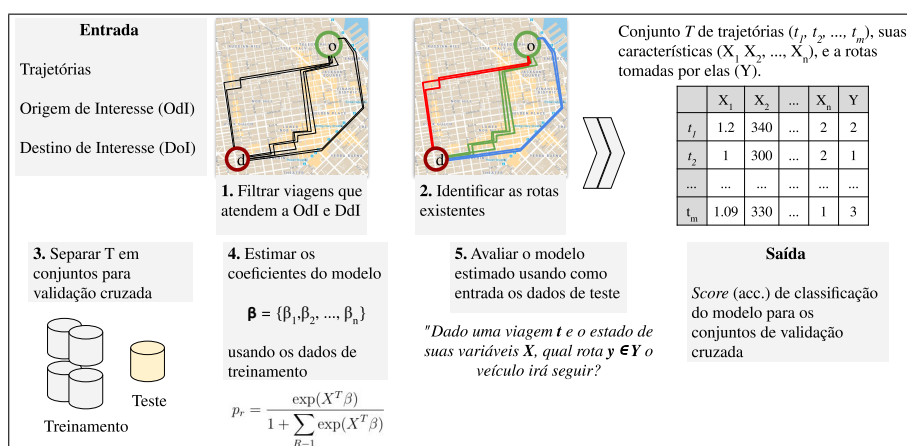 Entrada
Trajetórias
Origem de Interesse (OdI)
Destino de Interesse (DoI)
o
d
1. Filtrar viagens que
atendem a OdI e DdI
o
d
2. Identificar as rotas
existentes
Conjunto T de trajetórias (t1, t2, ..., tm), suas
características (X1 X2, ..., Xn), e a rotas
tomadas por elas (Y).
X1 X2 ... Xn Y
t1 1.2 340 ... 2 2
t2 1 300 ... 2 1
... ... ... ... ... ...
tm 1.09 330 ... 1 3
3. Separar T em
conjuntos para
validação cruzada
Treinamento
Teste
4. Estimar os
coeficientes do modelo
β = {β1,β2, ..., βn}
usando os dados de
treinamento
pr = exp(X^T β) / (1 + ∑R−1 exp(X^T β))
5. Avaliar o modelo
estimado usando como
entrada os dados de teste
"Dado uma viagem t e o estado de
suas variáveis X, qual rota y ∈ Y o
veículo irá seguir?
Saída
Score (acc.) de classificação
do modelo para os
conjuntos de validação
cruzada